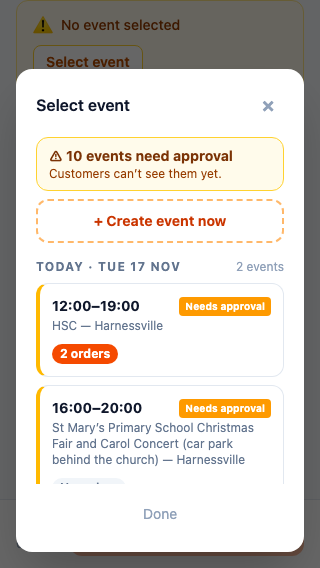 No event selected
Select event
Select event
×
⚠ 10 events need approval
Customers can’t see them yet.
+ Create event now
TODAY · TUE 17 NOV
2 events
12:00–19:00
Needs approval
HSC — Harnessville
2 orders
16:00–20:00
Needs approval
St Mary’s Primary School Christmas
Fair and Carol Concert (car park
behind the church) — Harnessville
Done